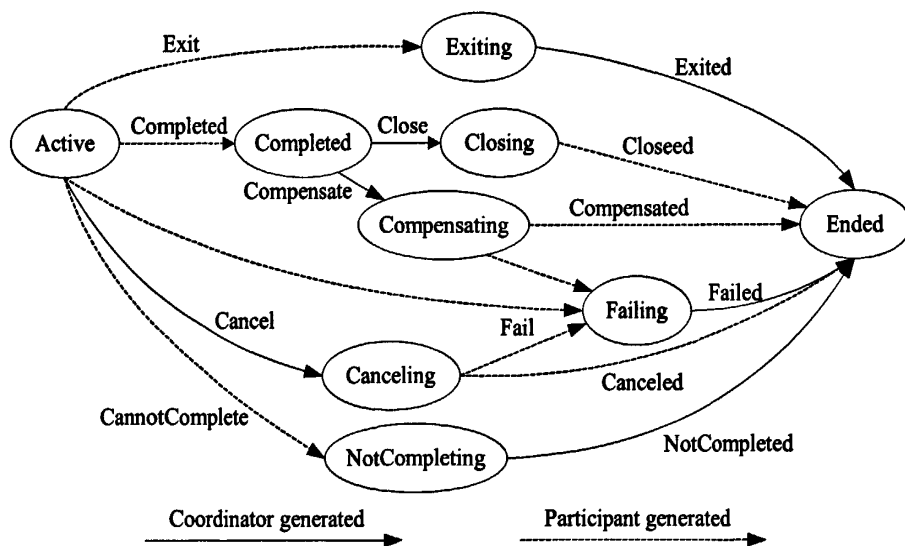 Exit
Exiting
Exited
Active
Completed
Completed
Close
Closing
Closeed
Compensate
Compensating
Compensated
Ended
Cancel
Fail
Failing
Failed
Canceling
Canceled
CannotComplete
NotCompleting
NotCompleted
Coordinator generated
Participant generated